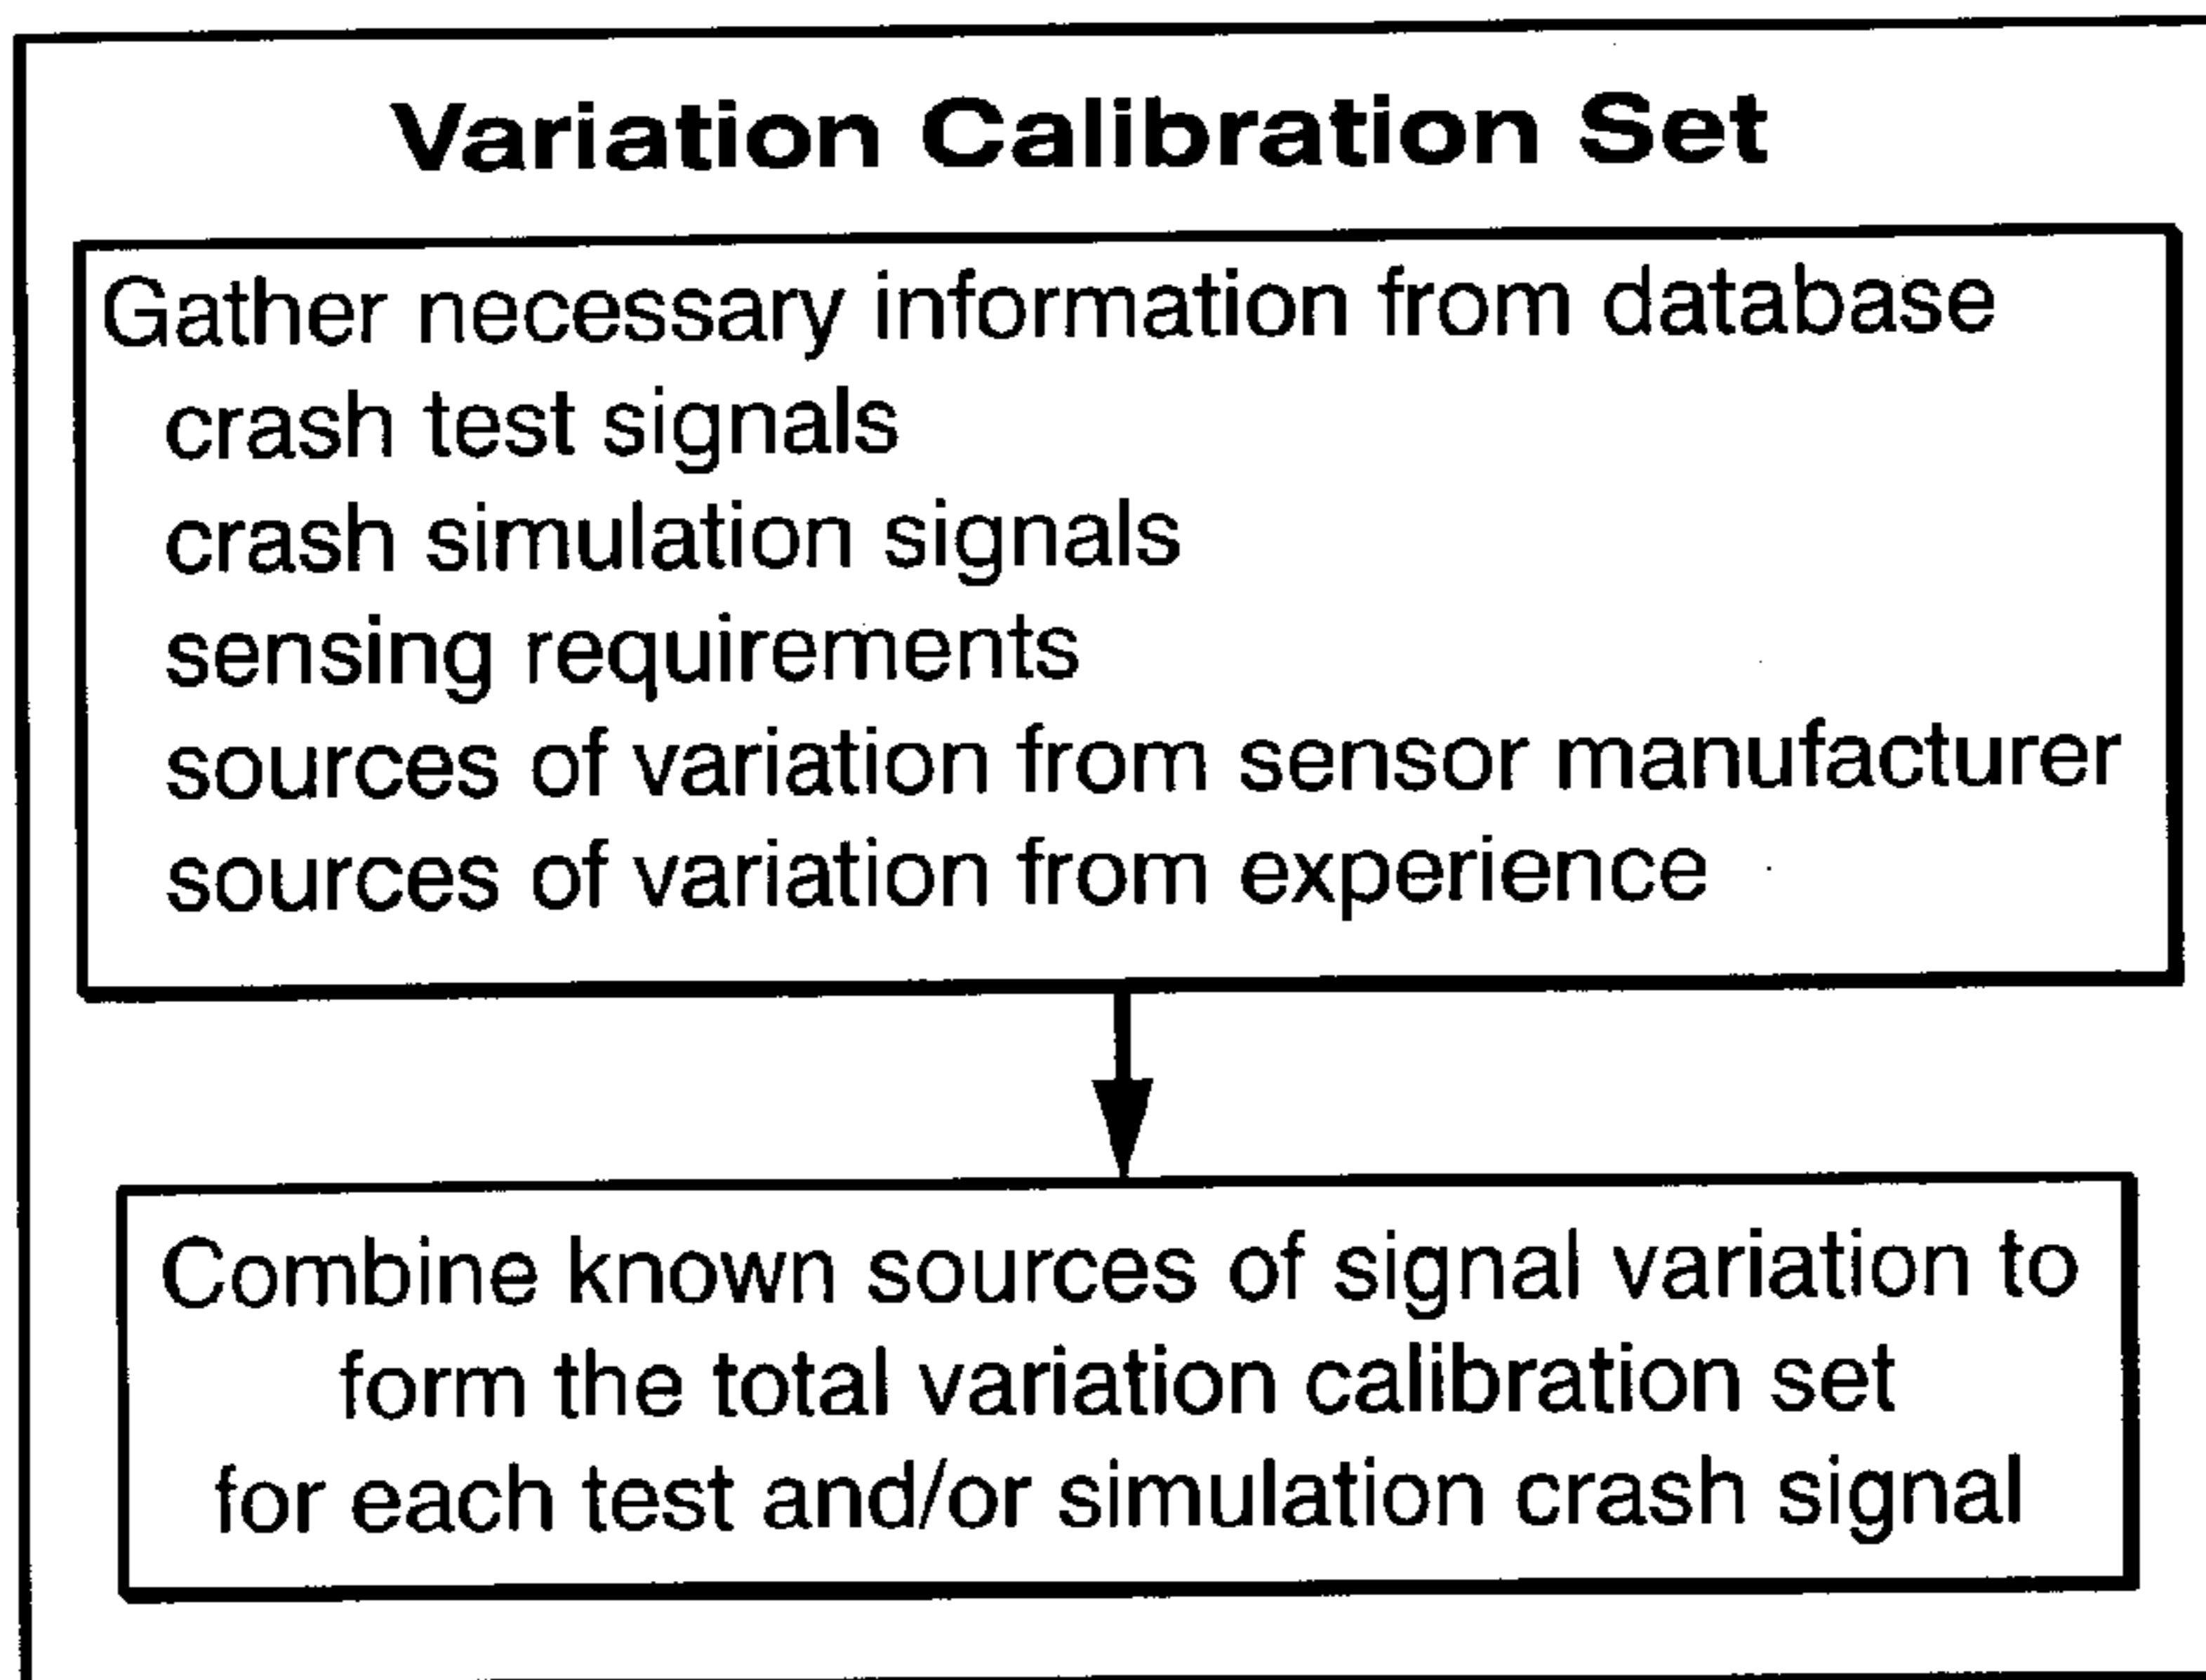 Variation Calibration Set
Gather necessary information from database
crash test signals
crash simulation signals
sensing requirements
sources of variation from sensor manufacturer
sources of variation from experience
Combine known sources of signal variation to
form the total variation calibration set
for each test and/or simulation crash signal